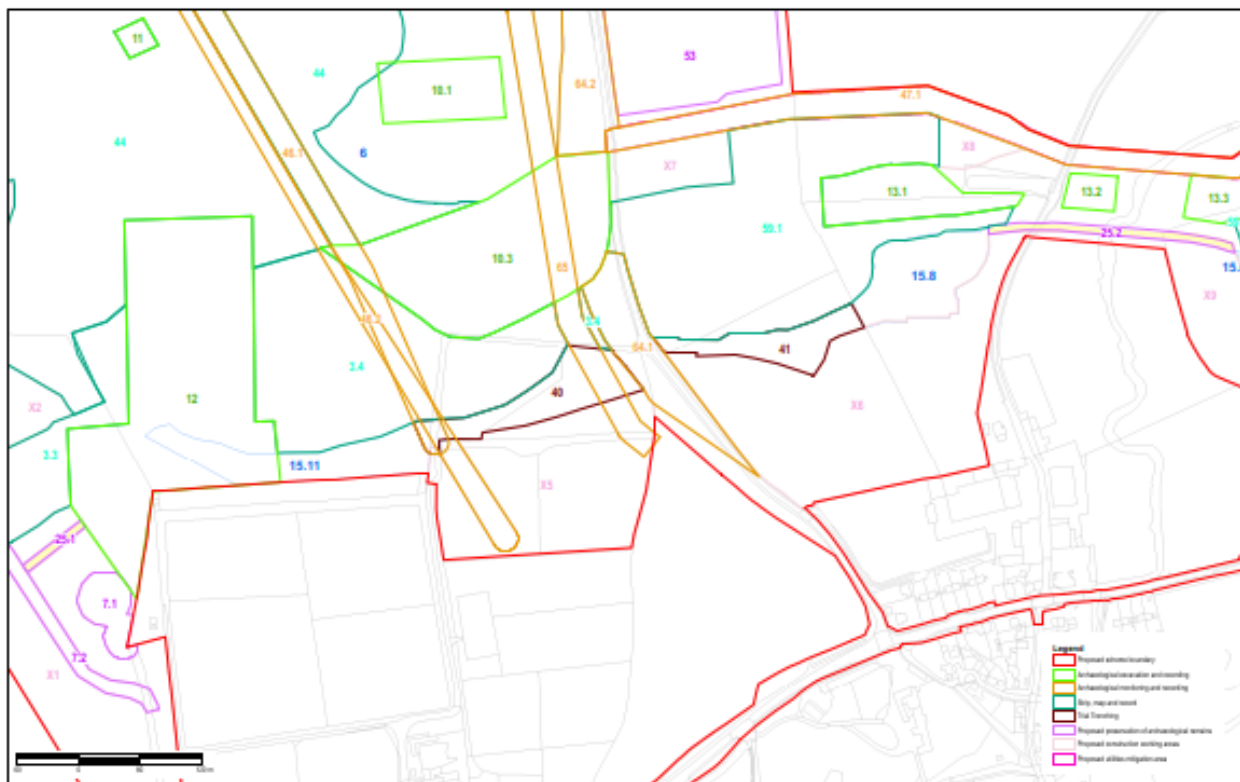 11
44
10.1
64.2
53
47.1
44
46.1
6
X7
X8
13.1
13.2
13.3
59.1
25.2
10.3
65
15.8
X9
46.2
3.4
64.1
41
3.4
X2
12
40
X6
3.3
15.11
X5
25.1
7.1
7.2
X1
Legend
Proposed scheme boundary
Archaeological excavation and recording
Archaeological monitoring and recording
Strip, map and record
Trial Trenching
Proposed preservation of archaeological remains
Proposed construction working areas
Proposed utilities mitigation area
0